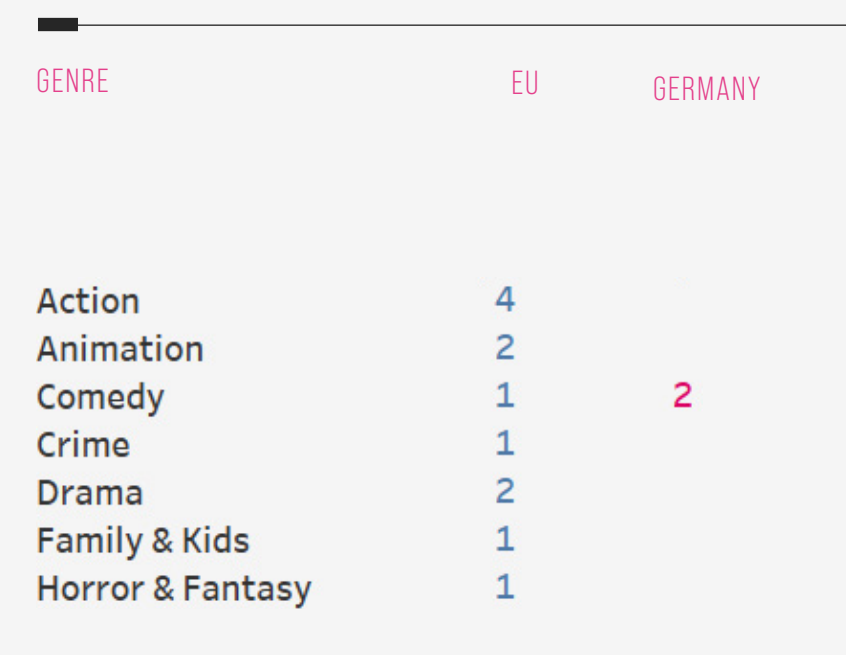 GENRE EU GERMANY
Action 4
Animation 2
Comedy 1 2
Crime 1
Drama 2
Family & Kids 1
Horror & Fantasy 1